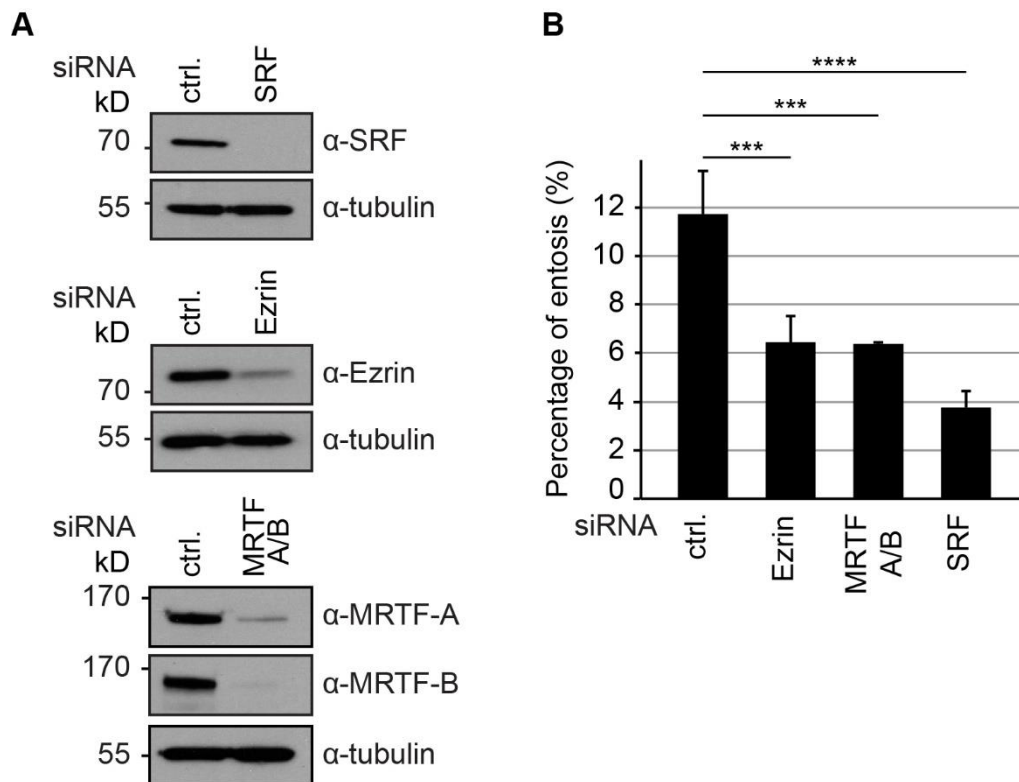 A
siRNA ctrl. SRF
kD
70 α-SRF
55 α-tubulin
siRNA ctrl. Ezrin
kD
70 α-Ezrin
55 α-tubulin
siRNA ctrl. MRTF A/B
kD
170 α-MRTF-A
170 α-MRTF-B
55 α-tubulin
B
****
***
***
Percentage of entosis (%)
12
10
8
6
4
2
0
siRNA ctrl. Ezrin MRTF A/B SRF